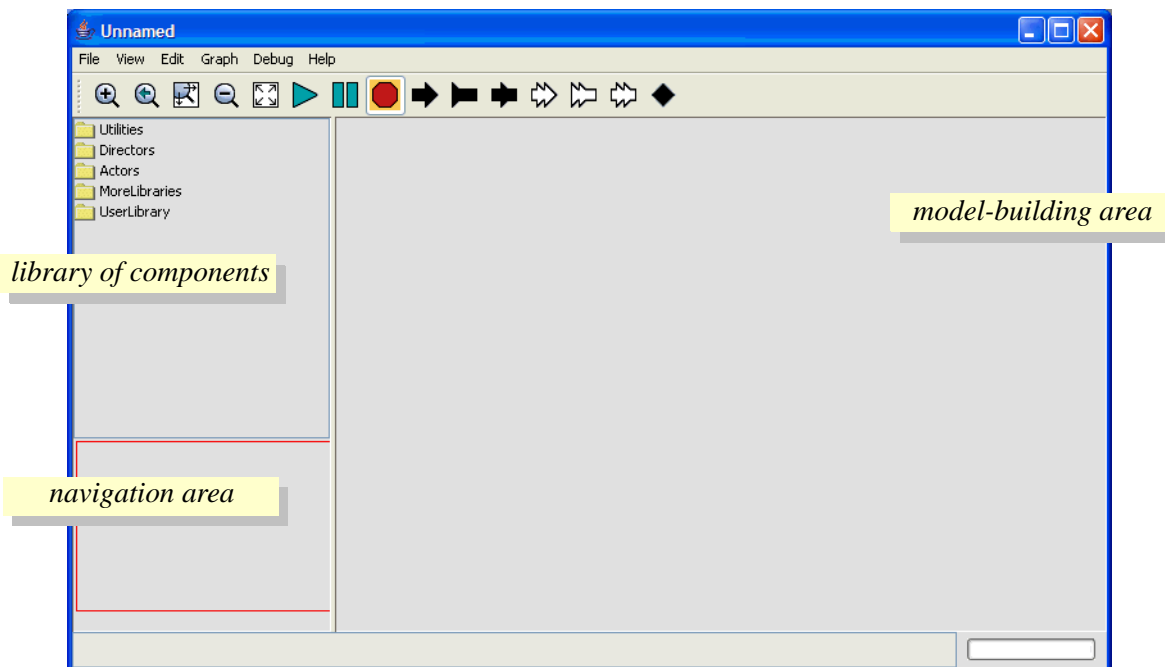 Unnamed
File View Edit Graph Debug Help
Utilities
Directors
Actors
MoreLibraries
UserLibrary
model-building area
library of components
navigation area